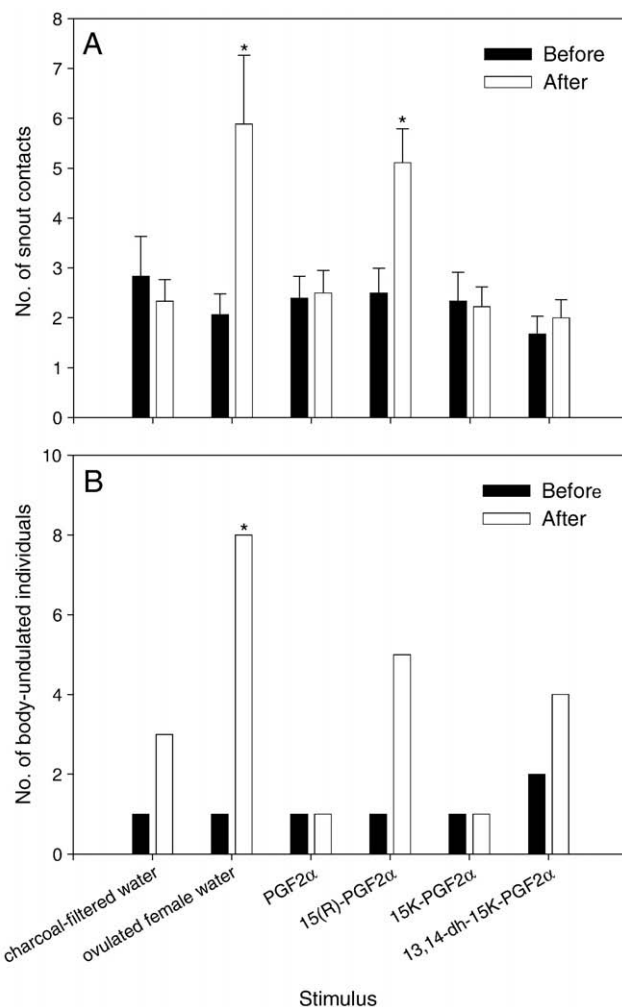 A
Before
After
No. of snout contacts
8
7
6
5
4
3
2
1
0
*
*
B
Before
After
No. of body-undulated individuals
10
8
6
4
2
0
*
charcoal-filtered water
ovulated female water
PGF2α
15(R)-PGF2α
15K-PGF2α
13,14-dh-15K-PGF2α
Stimulus